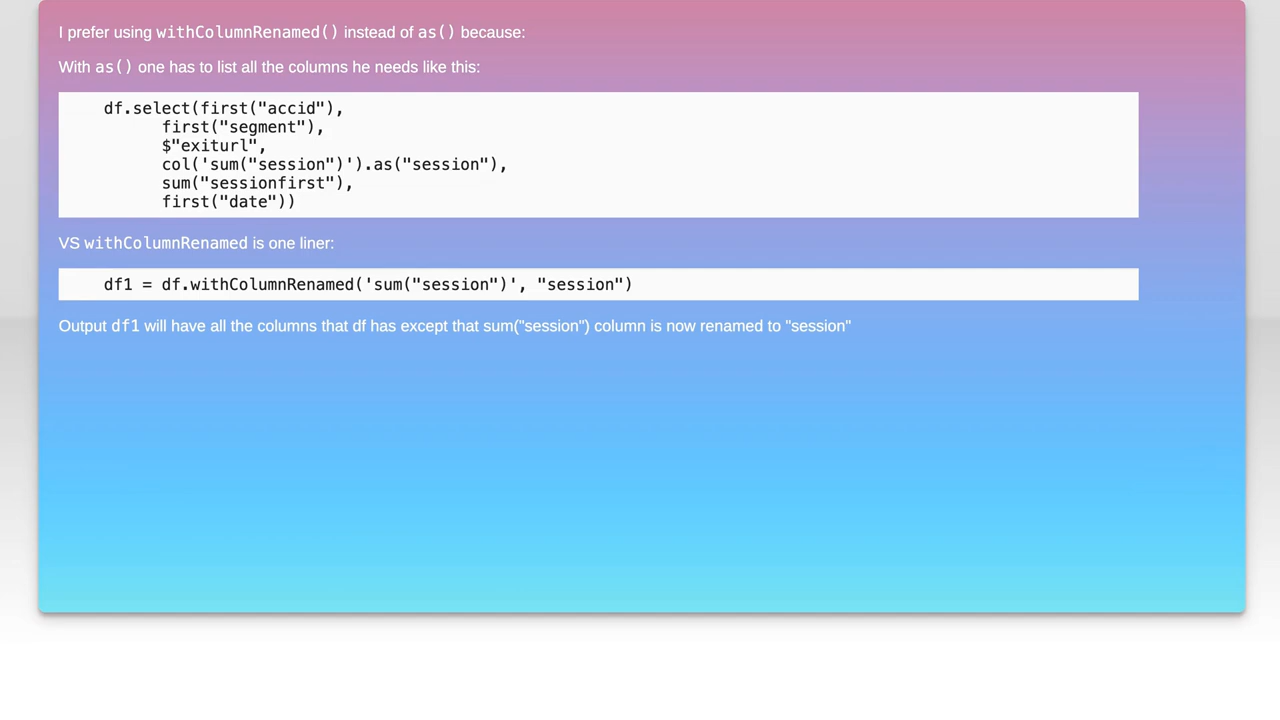 I prefer using withColumnRenamed() instead of as() because:
With as() one has to list all the columns he needs like this:
df.select(first("accid"),
first("segment"),
$"exiturl",
col('sum("session")').as("session"),
sum("sessionfirst"),
first("date"))
VS withColumnRenamed is one liner:
df1 = df.withColumnRenamed('sum("session")', "session")
Output df1 will have all the columns that df has except that sum("session") column is now renamed to "session"